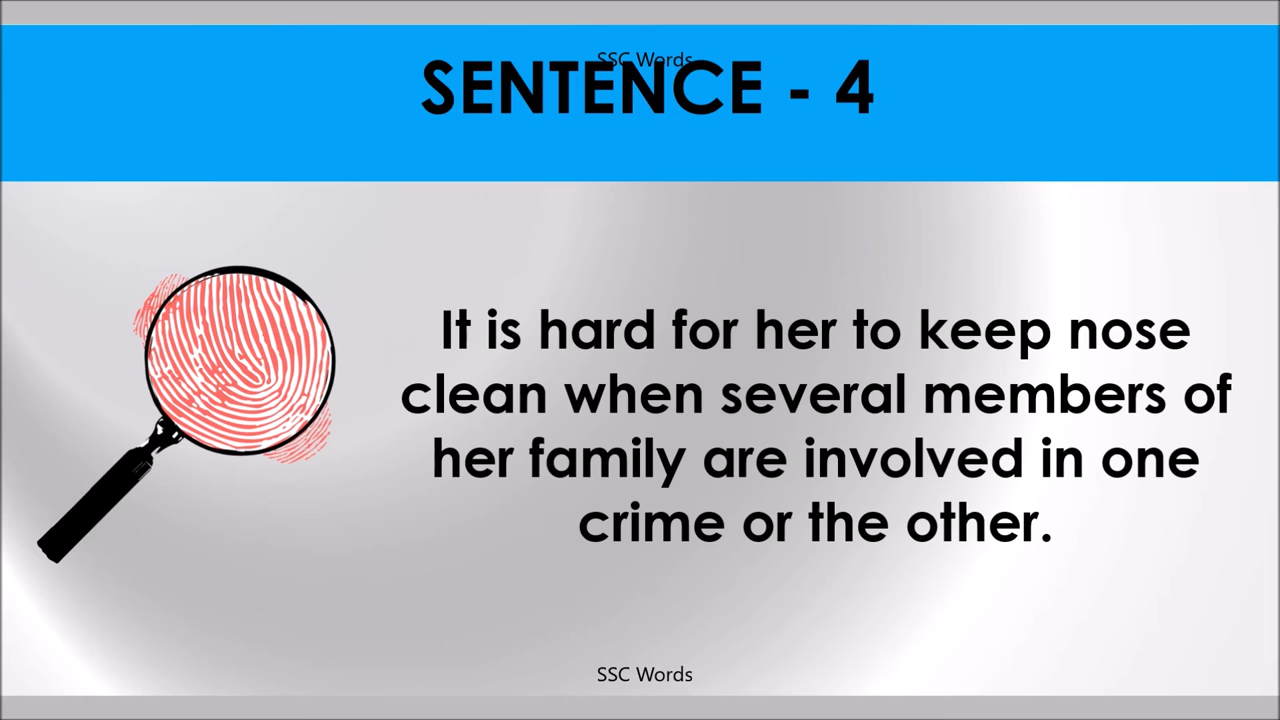 SSC Words
SENTENCE - 4
It is hard for her to keep nose
clean when several members of
her family are involved in one
crime or the other.
SSC Words